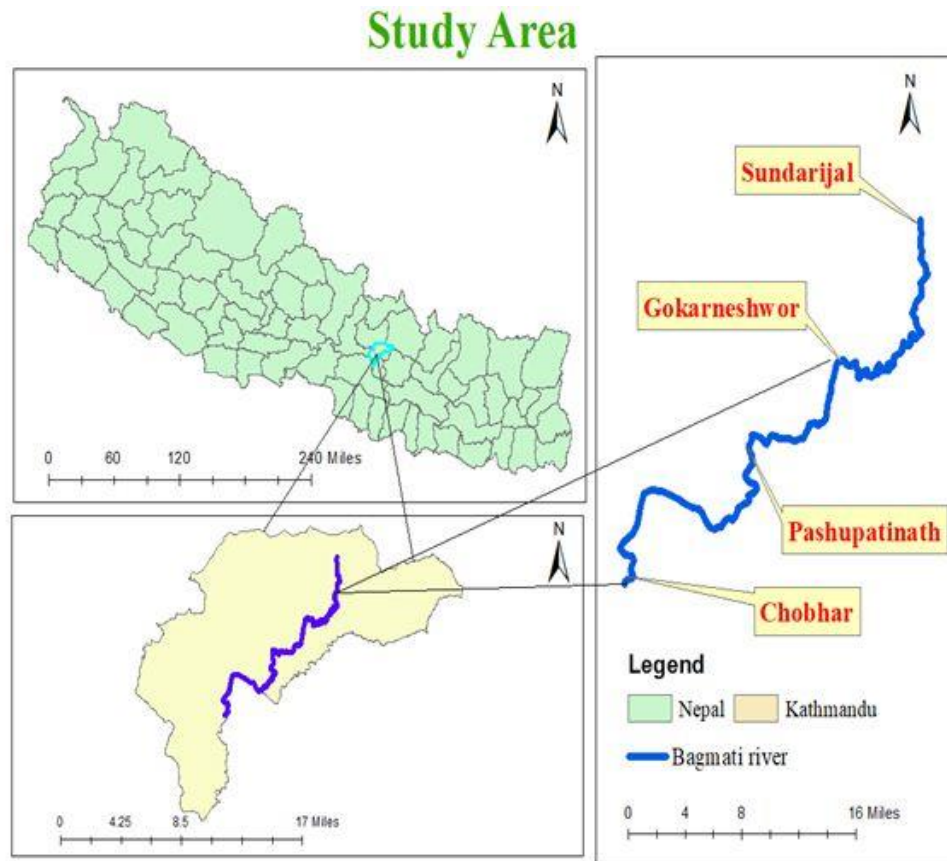 Study Area
N
0 60 120 240 Miles
N
0 4.25 8.5 17 Miles
N
Sundarijal
Gokarneshwor
Pashupatinath
Chobhar
Legend
Nepal Kathmandu
Bagmati river
0 4 8 16 Miles